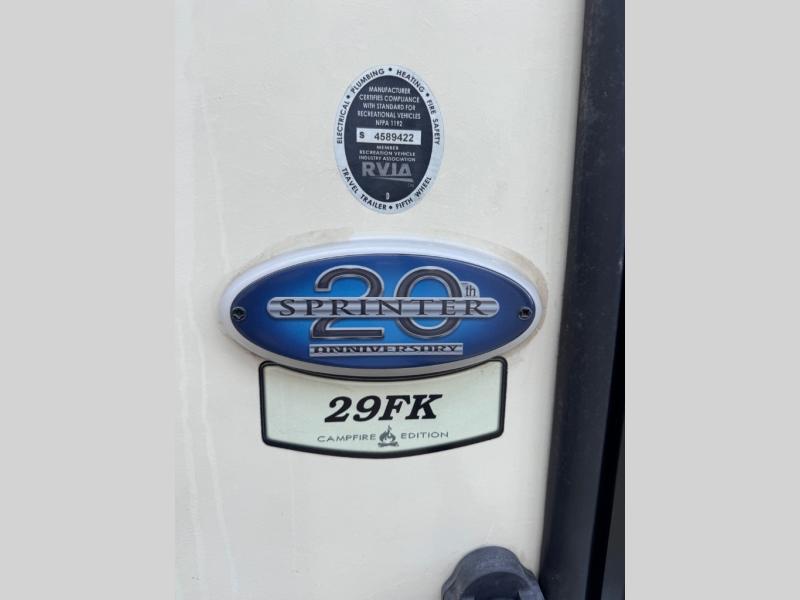 ELECTRICAL • PLUMBING • HEATING • FIRE SAFETY
MANUFACTURER
CERTIFIES COMPLIANCE
WITH STANDARD FOR
RECREATIONAL VEHICLES
NFPA 1192
S 4589422
MEMBER
RECREATION VEHICLE
INDUSTRY ASSOCIATION
RVIA
D
TRAVEL TRAILER • FIFTH WHEEL
20th
SPRINTER
ANNIVERSARY
29FK
CAMPFIRE EDITION